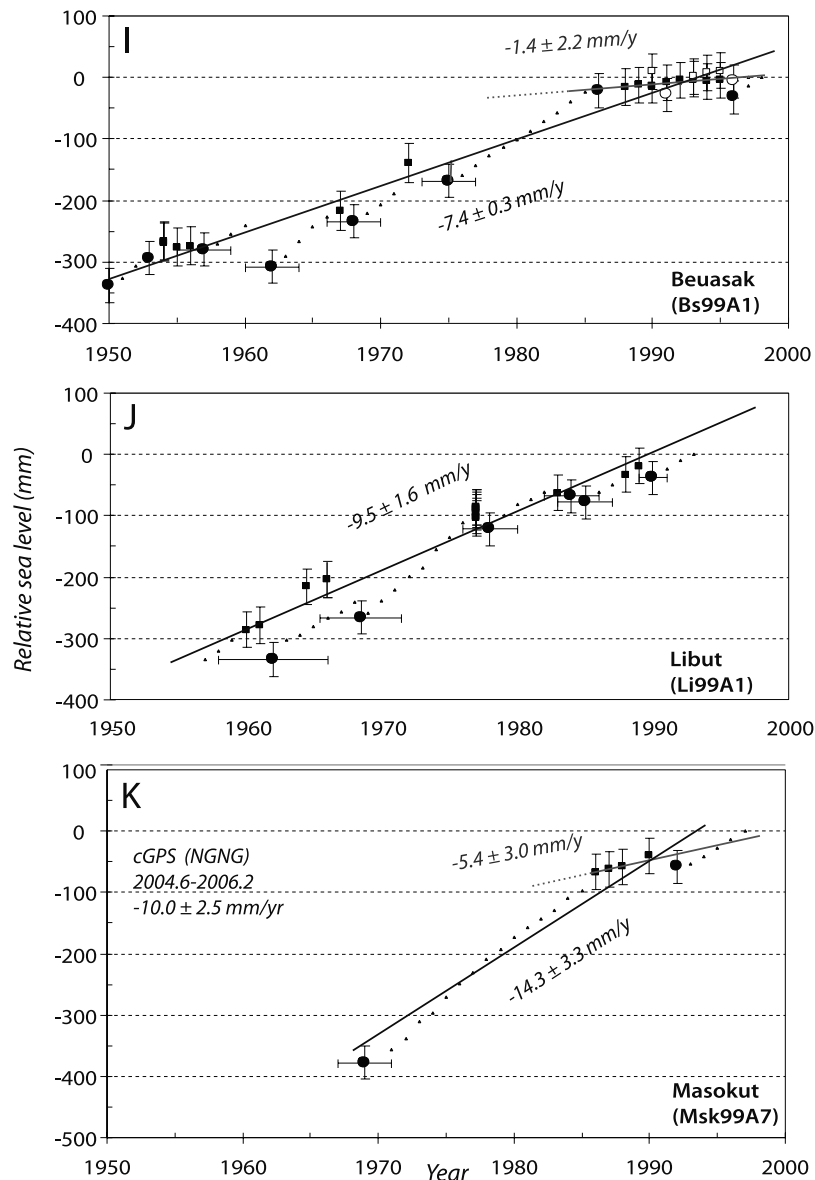 I
100
0
-100
-200
-300
-400
-1.4 ± 2.2 mm/y
-7.4 ± 0.3 mm/y
Beuasak
(Bs99A1)
1950 1960 1970 1980 1990 2000
J
100
0
-100
-200
-300
-400
Relative sea level (mm)
-9.5 ± 1.6 mm/y
Libut
(Li99A1)
1950 1960 1970 1980 1990 2000
K
100
0
-100
-200
-300
-400
-500
cGPS (NGNG)
2004.6-2006.2
-10.0 ± 2.5 mm/yr
-5.4 ± 3.0 mm/y
-14.3 ± 3.3 mm/y
Masokut
(Msk99A7)
1950 1960 1970 1980 1990 2000
Year